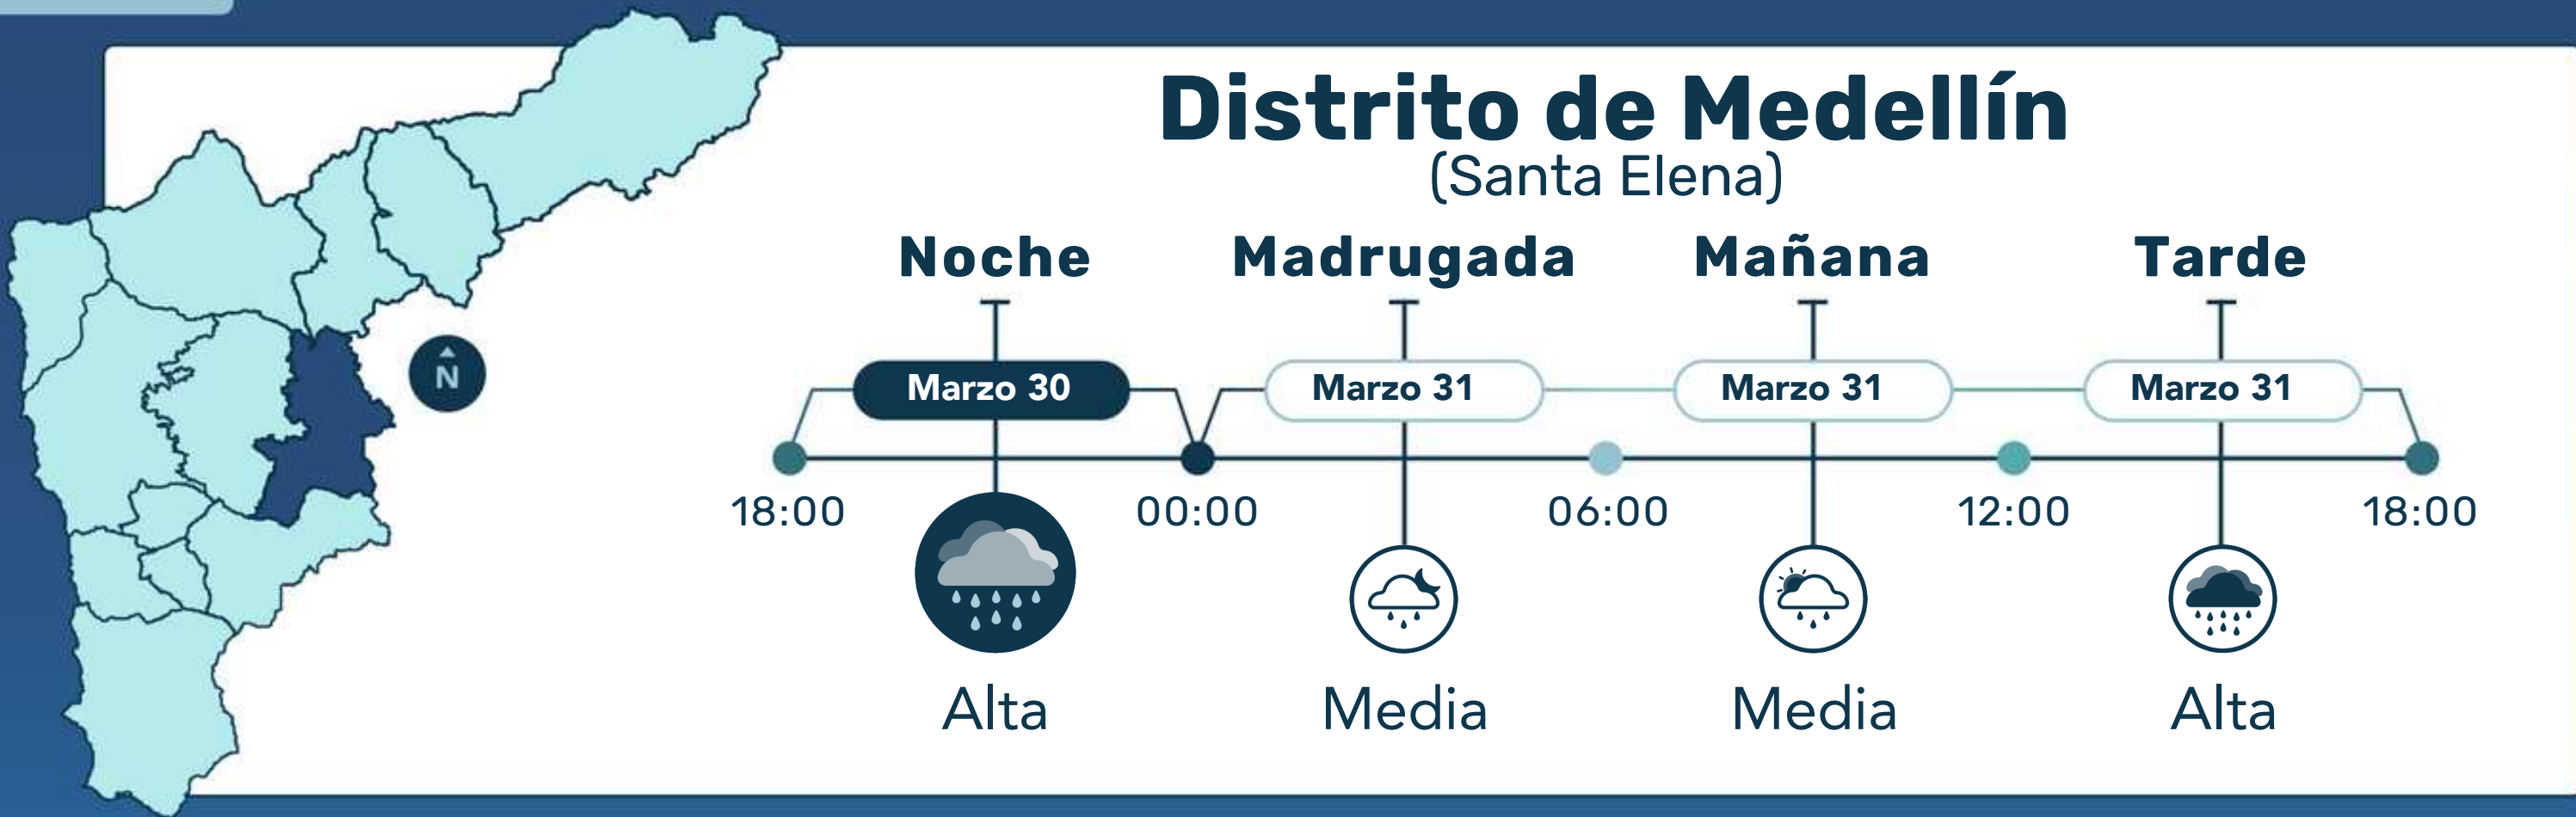 Distrito de Medellín
(Santa Elena)
Noche Madrugada Mañana Tarde
N
Marzo 30 Marzo 31 Marzo 31 Marzo 31
18:00 00:00 06:00 12:00 18:00
Alta Media Media Alta